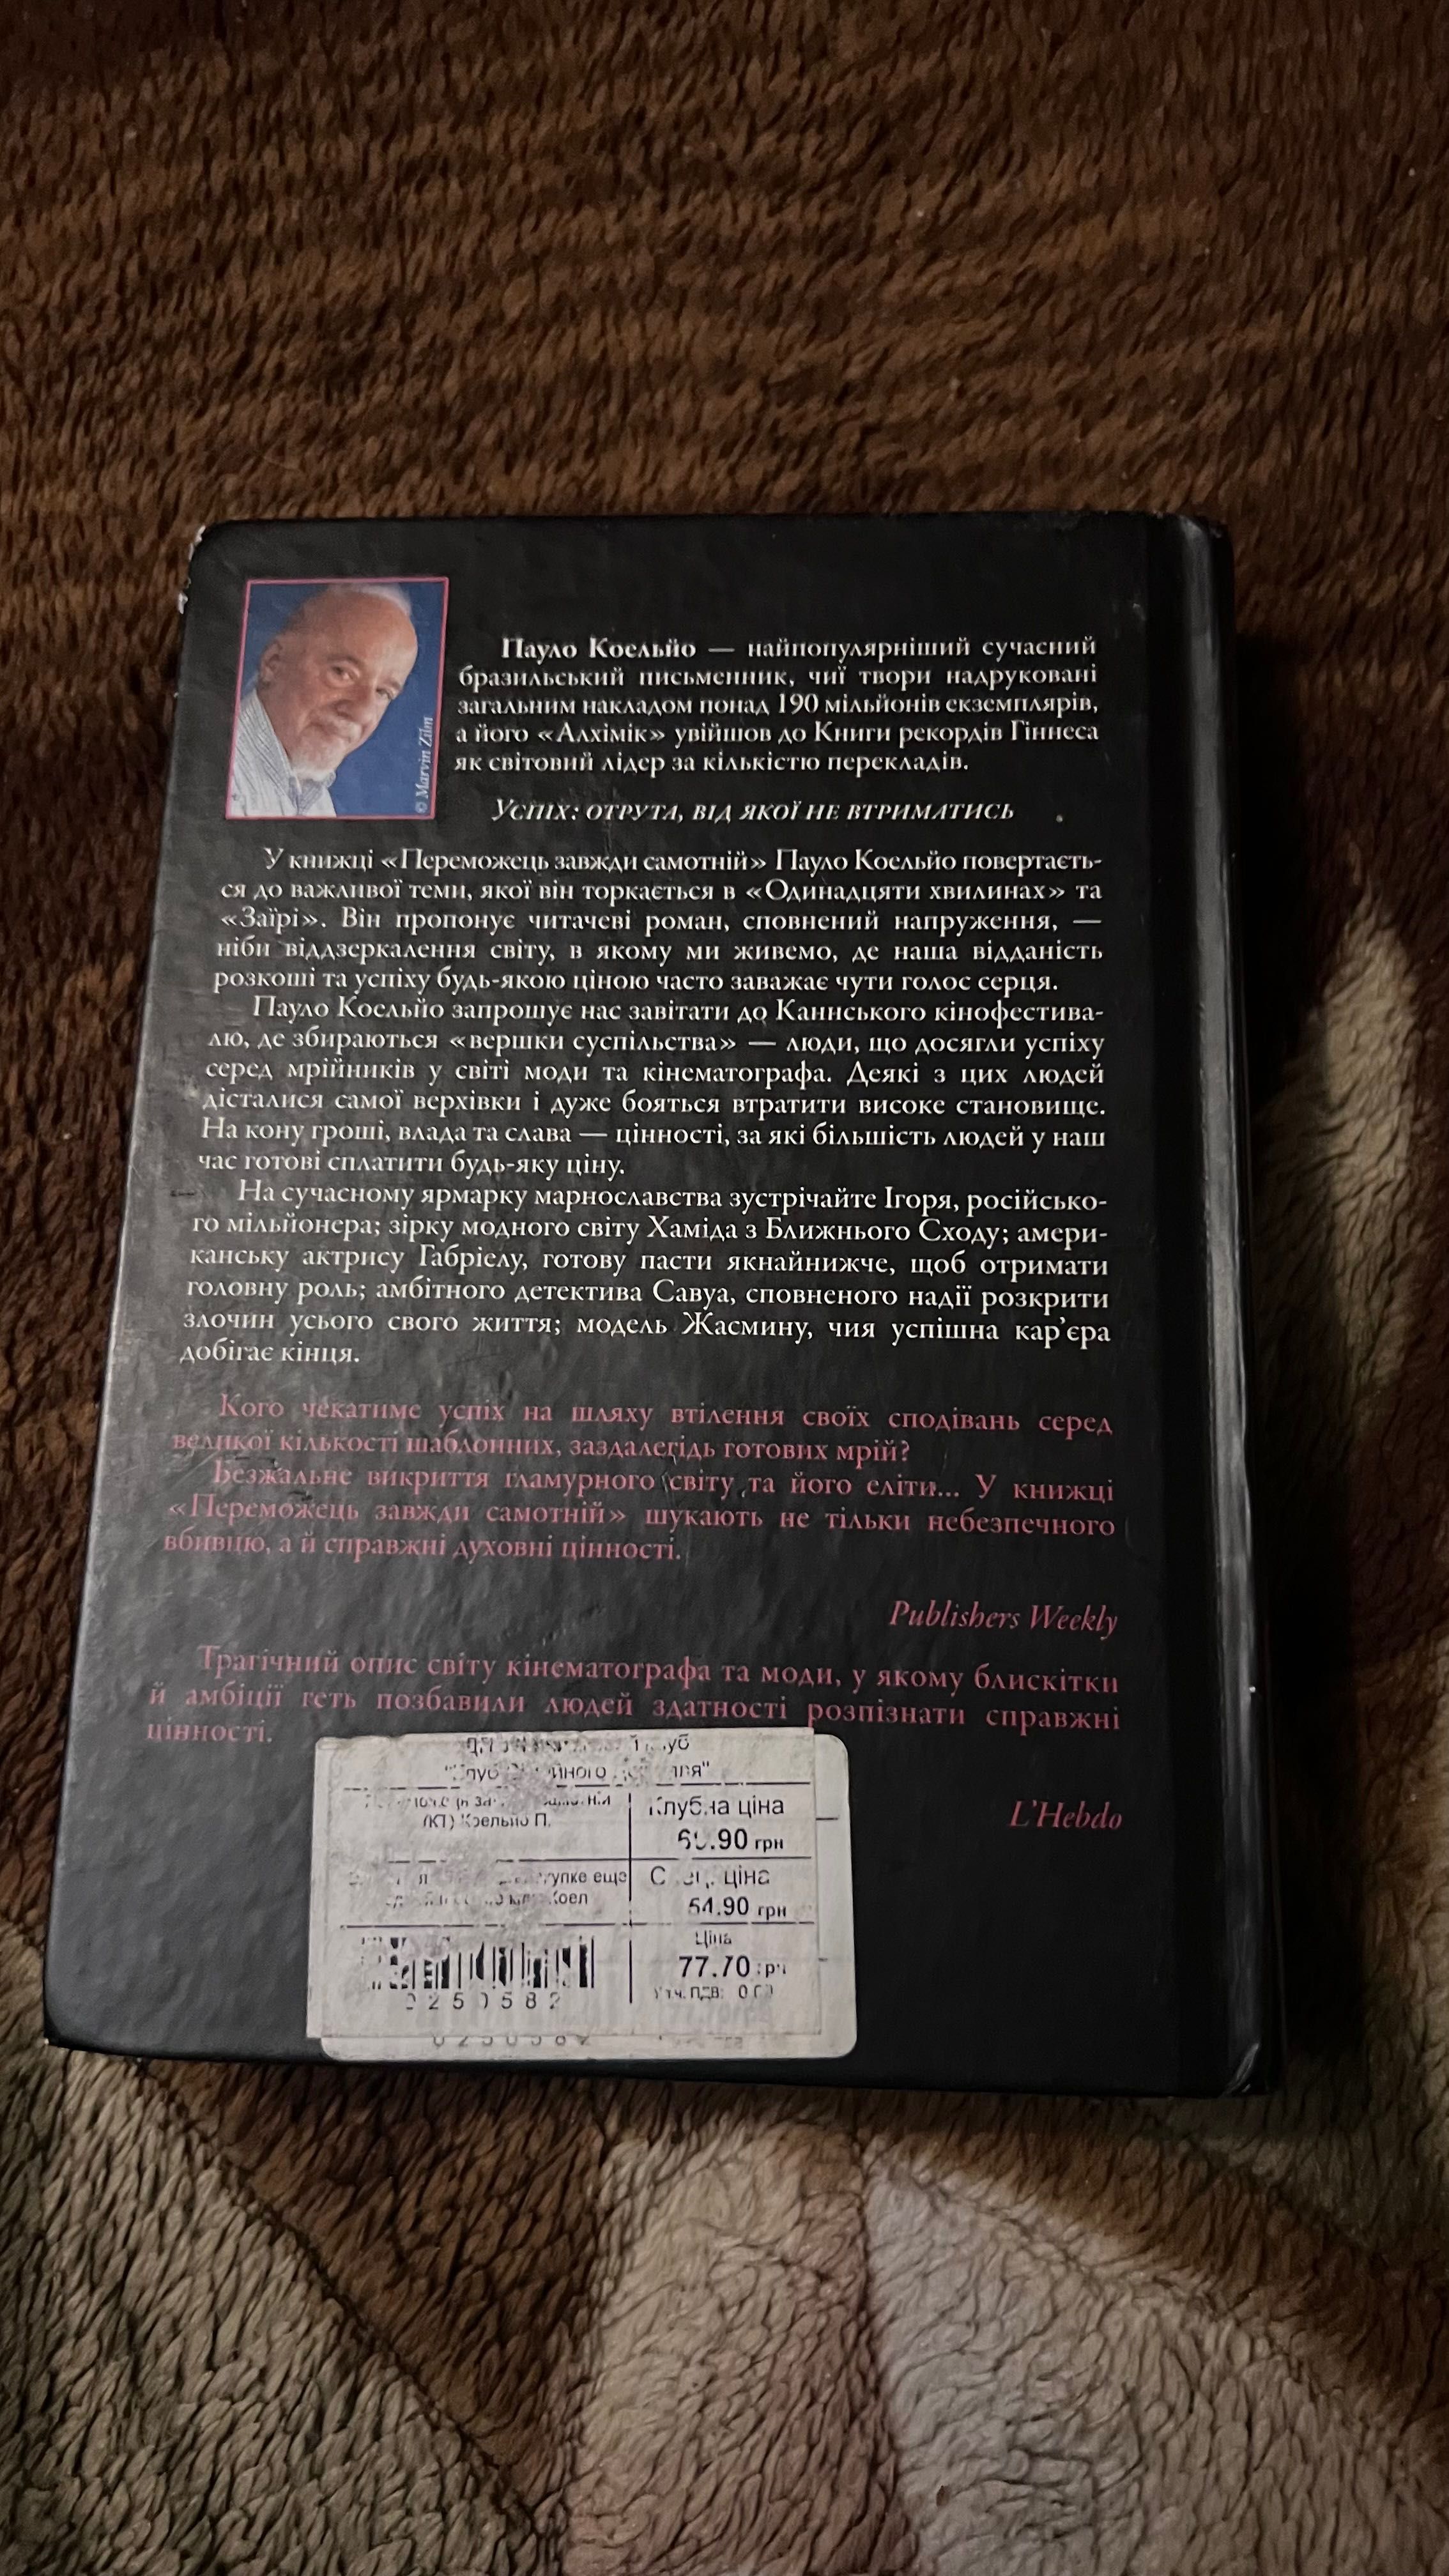 © Marvin Zilm
Пауло Коельйо — найпопулярніший сучасний
бразильський письменник, чиї твори надруковані
загальним накладом понад 190 мільйонів екземплярів,
а його «Алхімік» увійшов до Книги рекордів Гіннеса
як світовий лідер за кількістю перекладів.
УСПІХ: ОТРУТА, ВІД ЯКОЇ НЕ ВТРИМАТИСЬ
У книжці «Переможець завжди самотній» Пауло Коельйо повертаєть-
ся до важливої теми, якої він торкається в «Одинадцяти хвилинах» та
«Заїрі». Він пропонує читачеві роман, сповнений напруження, —
ніби віддзеркалення світу, в якому ми живемо, де наша відданість
розкоші та успіху будь-якою ціною часто заважає чути голос серця.
Пауло Коельйо запрошує нас завітати до Каннського кінофестива-
лю, де збираються «вершки суспільства» — люди, що досягли успіху
серед мрійників у світі моди та кінематографа. Деякі з цих людей
дісталися самої верхівки і дуже бояться втратити високе становище.
На кону гроші, влада та слава — цінності, за які більшість людей у наш
час готові сплатити будь-яку ціну.
На сучасному ярмарку марнославства зустрічайте Ігоря, російсько-
го мільйонера; зірку модного світу Хаміда з Ближнього Сходу; амери-
канську актрису Габрієлу, готову пасти якнайнижче, щоб отримати
головну роль; амбітного детектива Савуа, сповненого надії розкрити
злочин усього свого життя; модель Жасмину, чия успішна кар’єра
добігає кінця.
Кого чекатиме успіх на шляху втілення своїх сподівань серед
великої кількості шаблонних, заздалегідь готових мрій?
Безжальне викриття гламурного світу та його еліти... У книжці
«Переможець завжди самотній» шукають не тільки небезпечного
вбивцю, а й справжні духовні цінності.
Publishers Weekly
Трагічний опис світу кінематографа та моди, у якому блискітки
й амбіції геть позбавили людей здатності розпізнати справжні
цінності.
L’Hebdo
(КТ) Коельйо П.
Клубна ціна
.90 грн
еще
ціна
54.90 грн
Ціна
77.70 грн
0250582